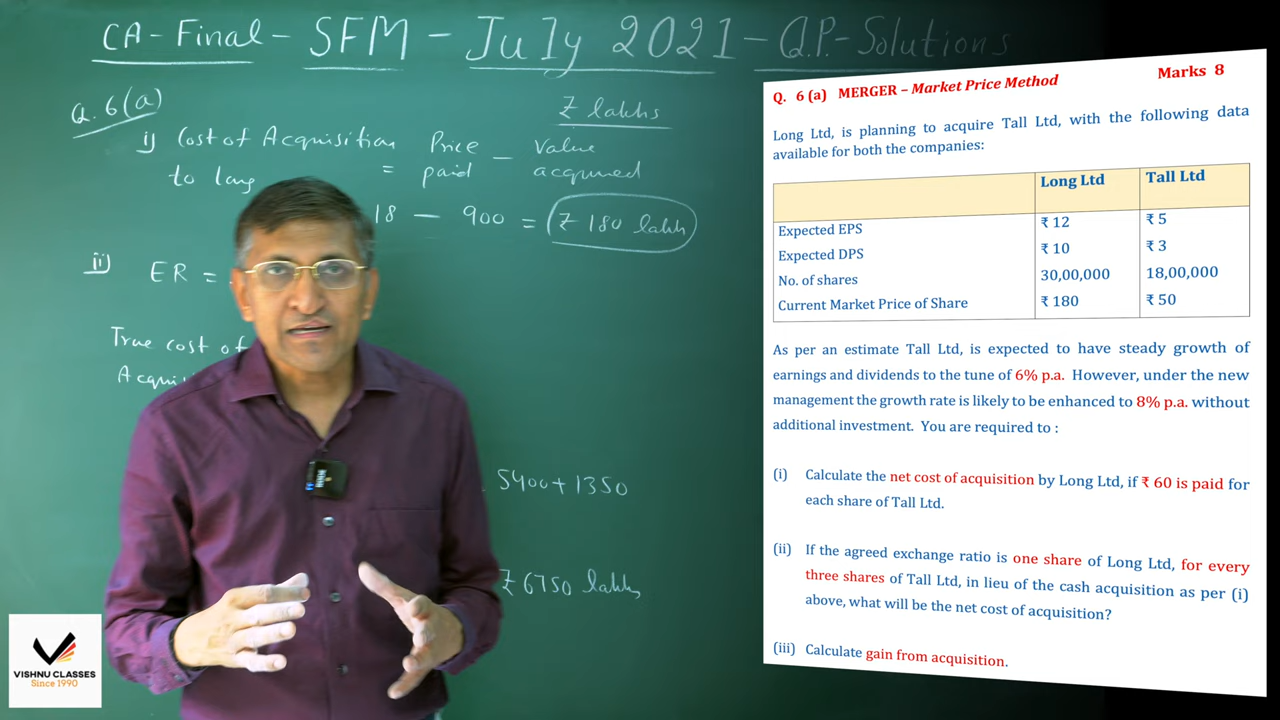 CA-Final-SFM-July 2021-Q.P.-Solutions
Q. 6(a)
₹ lakhs
i) Cost of Acquisition to Long = Price paid - Value acquired
18 - 900 = ₹ 180 lakh
ii) ER =
True cost of
Acqui
5400+1350
₹ 6750 lakhs
VISHNU CLASSES
Since 1990
Q. 6 (a) MERGER – Market Price Method Marks 8
Long Ltd, is planning to acquire Tall Ltd, with the following data
available for both the companies:
Long Ltd Tall Ltd
Expected EPS ₹ 12 ₹ 5
Expected DPS ₹ 10 ₹ 3
No. of shares 30,00,000 18,00,000
Current Market Price of Share ₹ 180 ₹ 50
As per an estimate Tall Ltd, is expected to have steady growth of
earnings and dividends to the tune of 6% p.a. However, under the new
management the growth rate is likely to be enhanced to 8% p.a. without
additional investment. You are required to :
(i) Calculate the net cost of acquisition by Long Ltd, if ₹ 60 is paid for
each share of Tall Ltd.
(ii) If the agreed exchange ratio is one share of Long Ltd, for every
three shares of Tall Ltd, in lieu of the cash acquisition as per (i)
above, what will be the net cost of acquisition?
(iii) Calculate gain from acquisition.